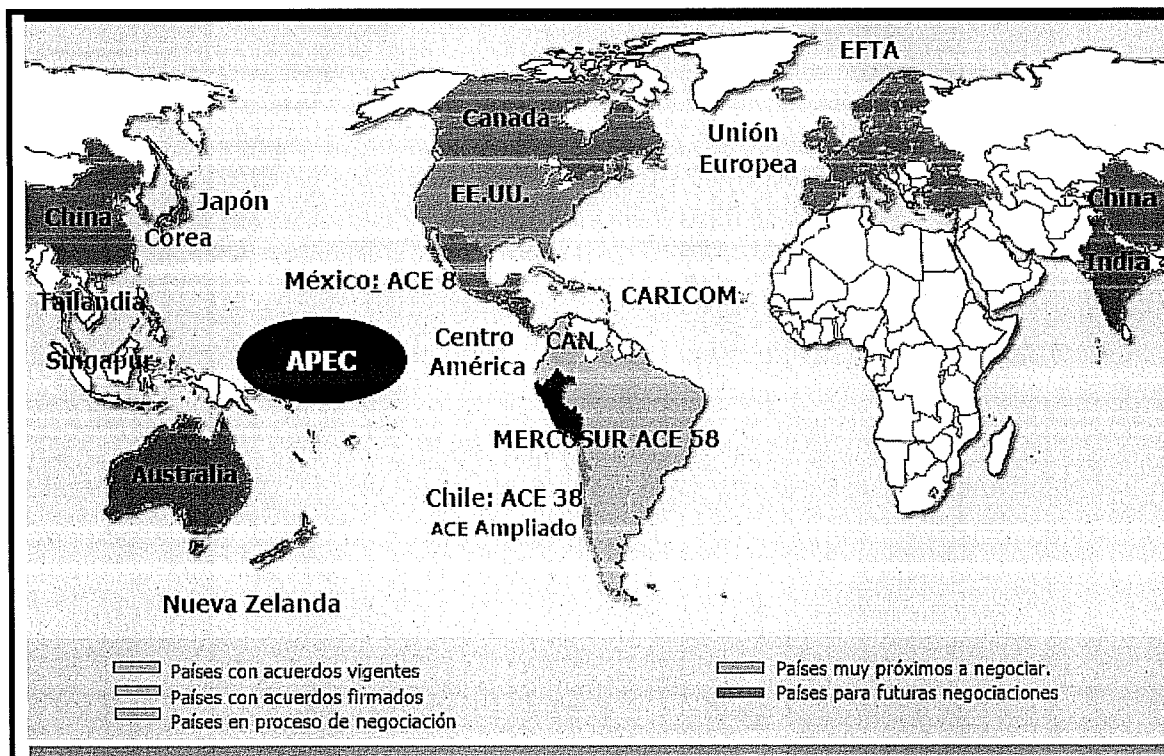 EFTA
Canadá
Unión
Europea
EE.UU.
China
Japón
Corea
China
India
México: ACE 8
CARICOM
Tailandia
Singapur
APEC
Centro
América
CAN
MERCOSUR ACE 58
Australia
Chile: ACE 38
ACE Ampliado
Nueva Zelanda
Países con acuerdos vigentes
Países con acuerdos firmados
Países en proceso de negociación
Países muy próximos a negociar.
Países para futuras negociaciones